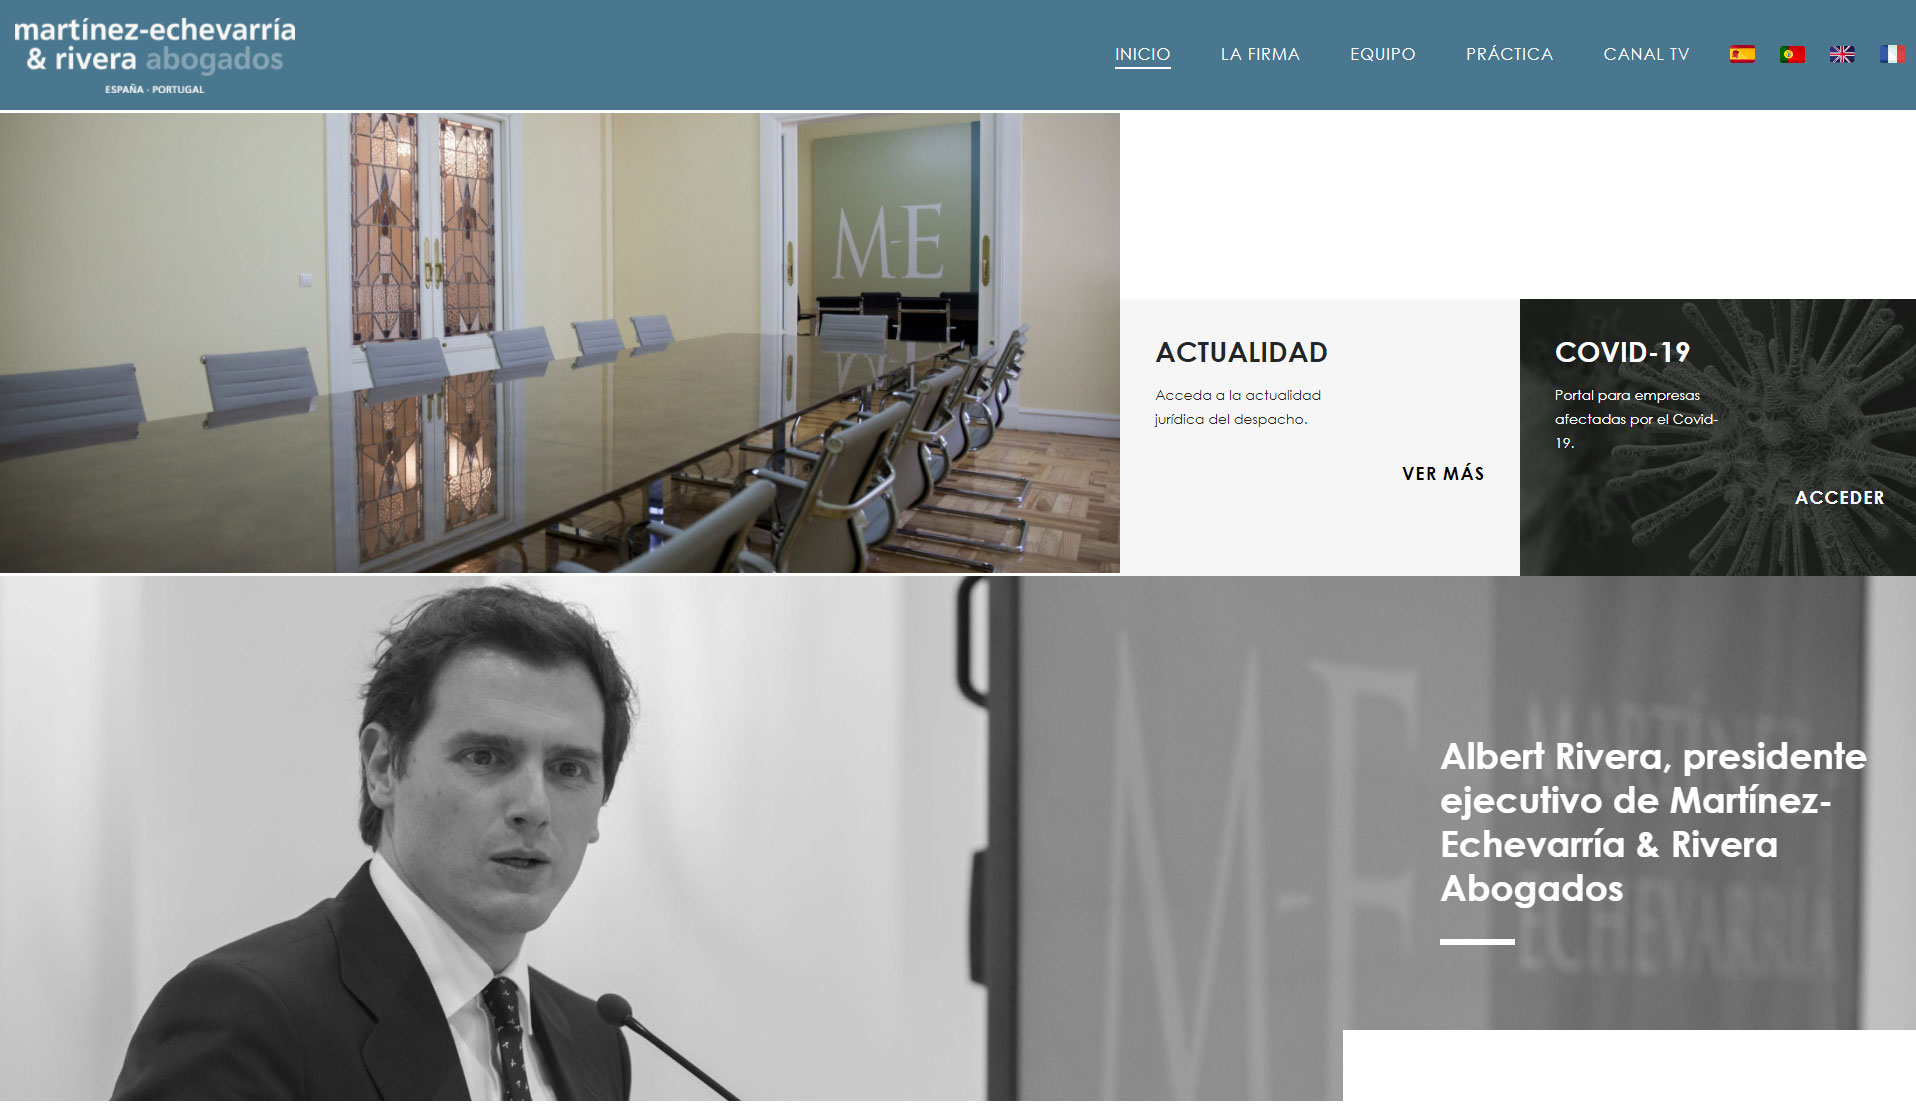 martínez-echevarría
& rivera abogados
ESPAÑA · PORTUGAL
INICIO
LA FIRMA
EQUIPO
PRÁCTICA
CANAL TV
M-E
ACTUALIDAD
Acceda a la actualidad
jurídica del despacho.
VER MÁS
COVID-19
Portal para empresas
afectadas por el Covid-
19.
ACCEDER
M-E
MARTÍNEZ
ECHEVARRÍA
Albert Rivera, presidente
ejecutivo de Martínez-
Echevarría & Rivera
Abogados